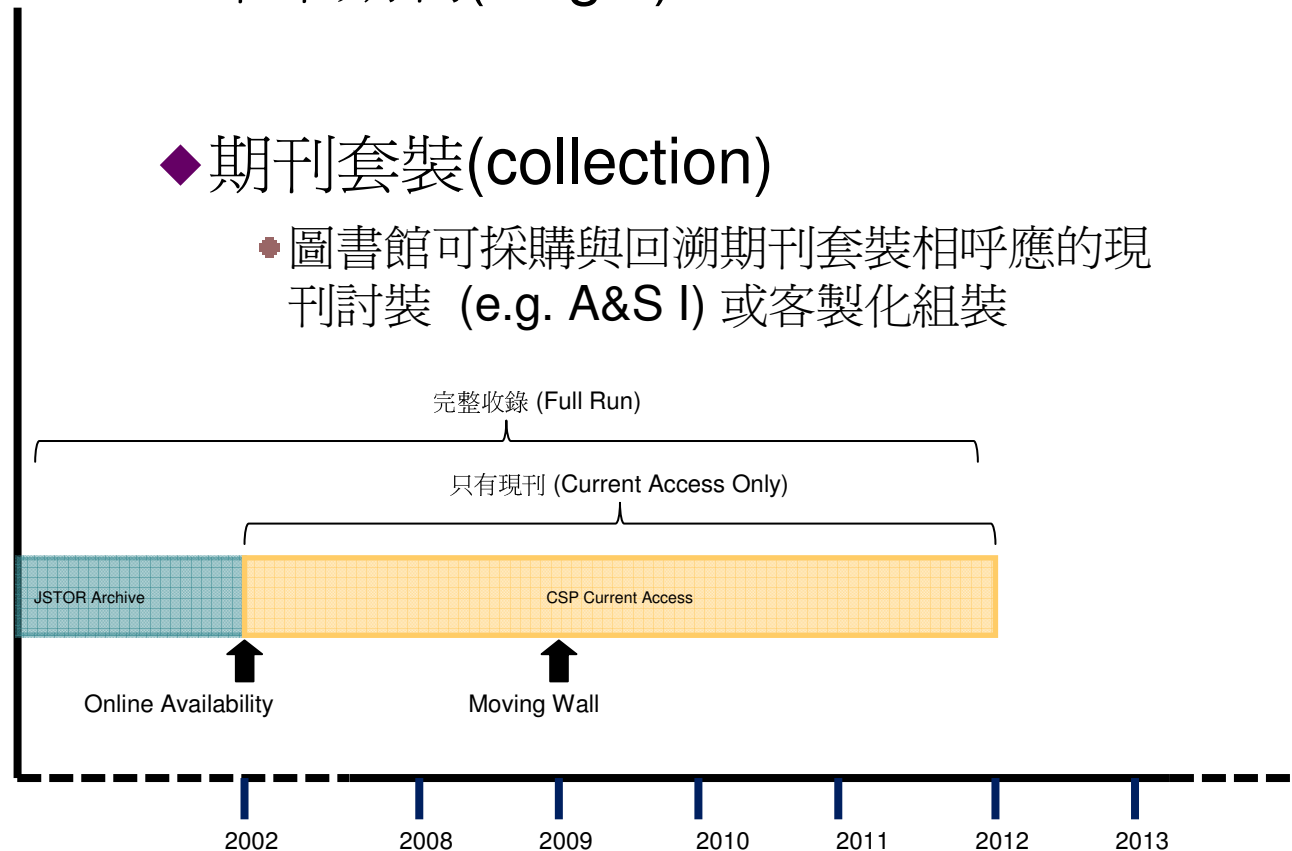 ◆期刊套裝(collection)
圖書館可採購與回溯期刊套裝相呼應的現
刊討裝 (e.g. A&S I) 或客製化組裝
完整收錄 (Full Run)
只有現刊 (Current Access Only)
JSTOR Archive
CSP Current Access
Online Availability
Moving Wall
2002
2008
2009
2010
2011
2012
2013